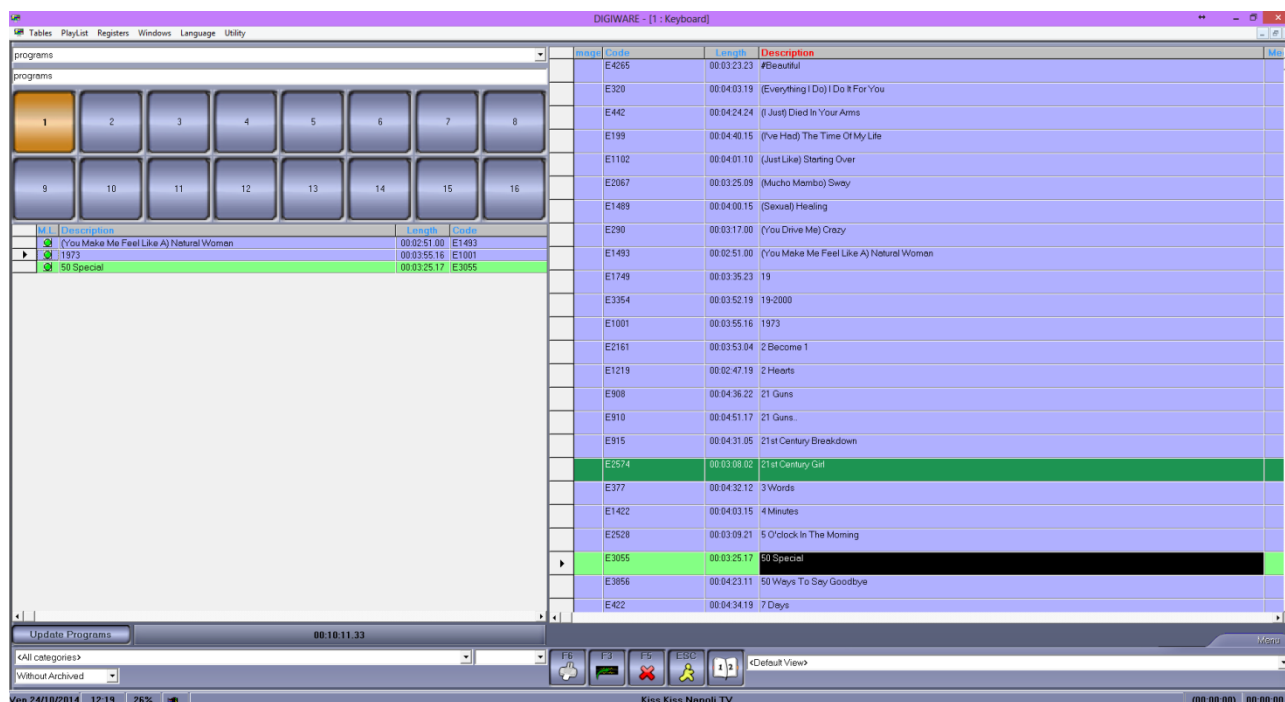 DIGIWARE - [1 : Keyboard]
Tables PlayList Registers Windows Language Utility
programs
programs
1 2 3 4 5 6 7 8
9 10 11 12 13 14 15 16
M.L. Description Length Code
(You Make Me Feel Like A) Natural Woman 00:02:51.00 E1493
1973 00:03:55.16 E1001
50 Special 00:03:25.17 E3055
Update Programs 00:10:11.33
<All categories>
Without Archived
mage Code Length Description Me
E4265 00:03:23.23 #Beautiful
E320 00:04:03.19 (Everything I Do) I Do It For You
E442 00:04:24.24 (I Just) Died In Your Arms
E199 00:04:40.15 (I've Had) The Time Of My Life
E1102 00:04:01.10 (Just Like) Starting Over
E2067 00:03:25.09 (Mucho Mambo) Sway
E1489 00:04:00.15 (Sexual) Healing
E290 00:03:17.00 (You Drive Me) Crazy
E1493 00:02:51.00 (You Make Me Feel Like A) Natural Woman
E1749 00:03:35.23 19
E3354 00:03:52.19 19-2000
E1001 00:03:55.16 1973
E2161 00:03:53.04 2 Become 1
E1219 00:02:47.19 2 Hearts
E908 00:04:36.22 21 Guns
E910 00:04:51.17 21 Guns..
E915 00:04:31.05 21st Century Breakdown
E2574 00:03:08.02 21st Century Girl
E377 00:04:32.12 3 Words
E1422 00:04:03.15 4 Minutes
E2528 00:03:09.21 5 O'clock In The Morning
E3055 00:03:25.17 50 Special
E3856 00:04:23.11 50 Ways To Say Goodbye
E422 00:04:34.19 7 Days
Menu
F6 F3 F5 ESC 1 2 <Default View>
Ven 24/10/2014 12:19 26% Kiss Kiss Napoli TV (00:00:00) 00:00:00